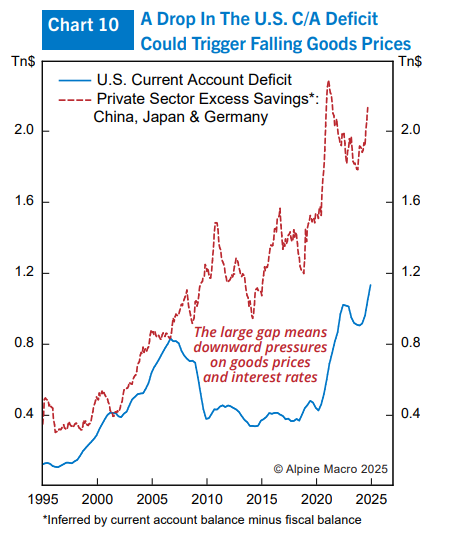 Chart 10
A Drop In The U.S. C/A Deficit
Could Trigger Falling Goods Prices
Tn$
Tn$
U.S. Current Account Deficit
Private Sector Excess Savings*:
China, Japan & Germany
2.0
2.0
1.6
1.6
1.2
1.2
0.8
0.8
0.4
0.4
The large gap means
downward pressures
on goods prices
and interest rates
© Alpine Macro 2025
1995 2000 2005 2010 2015 2020 2025
*Inferred by current account balance minus fiscal balance